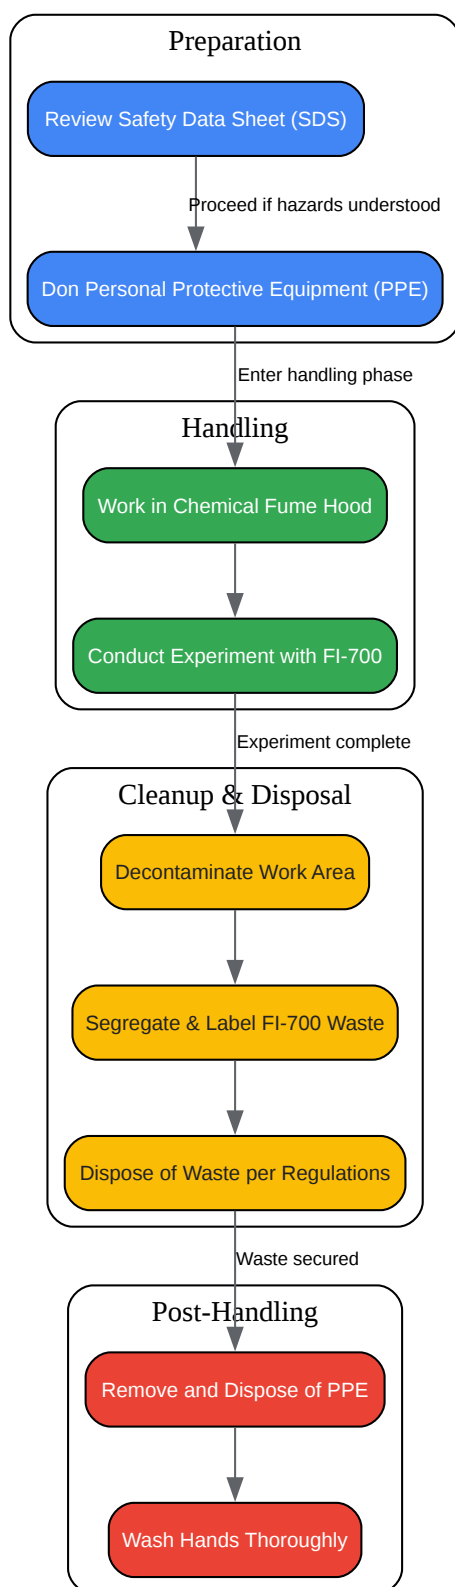 Preparation
Review Safety Data Sheet (SDS)
Proceed if hazards understood
Don Personal Protective Equipment (PPE)
Enter handling phase
Handling
Work in Chemical Fume Hood
Conduct Experiment with FI-700
Experiment complete
Cleanup & Disposal
Decontaminate Work Area
Segregate & Label FI-700 Waste
Dispose of Waste per Regulations
Waste secured
Post-Handling
Remove and Dispose of PPE
Wash Hands Thoroughly